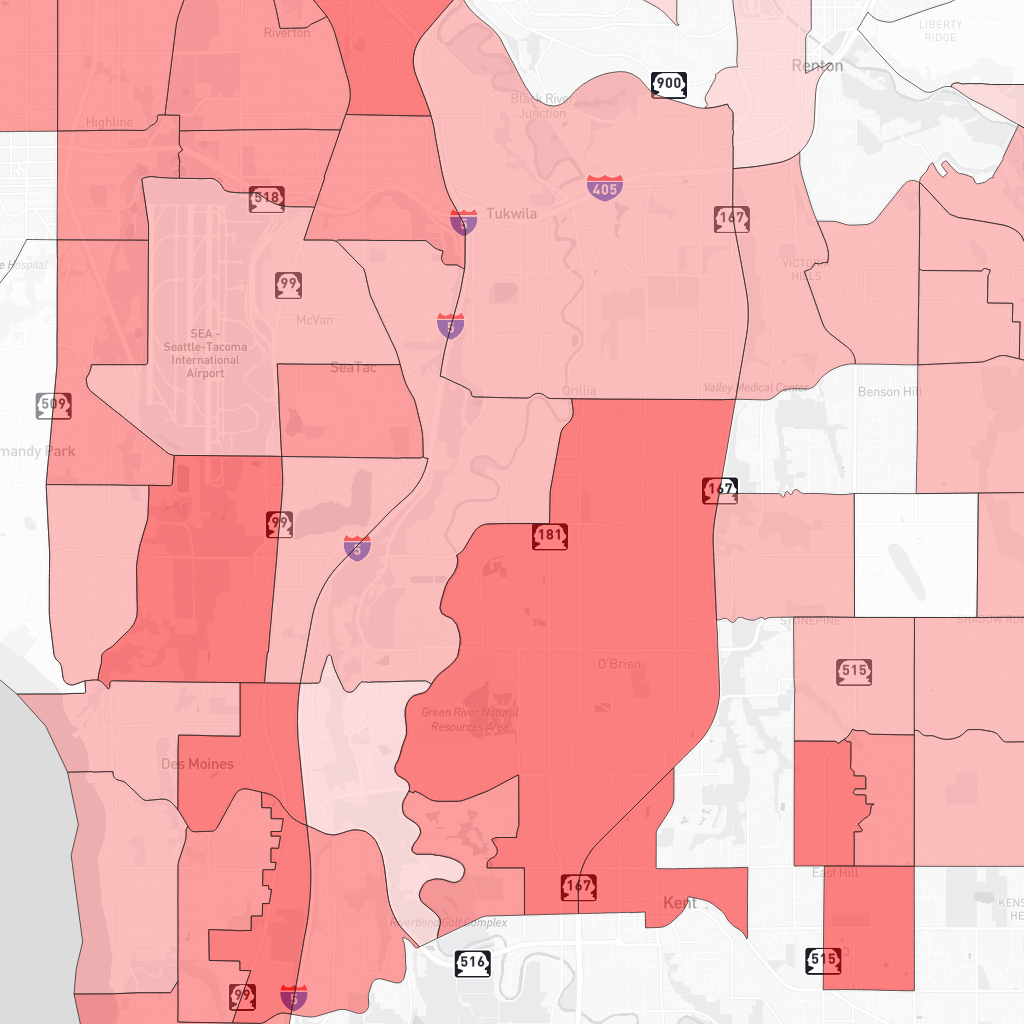 LIBERTY
RIDGE
Riverton
Renton
900
Black River
Junction
Highline
405
518
5
Tukwila
167
e Hospital
VICTORIA
HILLS
99
McVan
5
SEA -
Seattle-Tacoma
International
Airport
SeaTac
509
Orillia
Valley Medical Center
Benson Hill
mandy Park
167
99
181
5
STONEPINE
SHADOW RU
O'Brien
515
Green River Natural
Resources Area
Des Moines
East Hill
167
Kent
KENS
HE
Riverbend Golf Complex
516
515
99
5